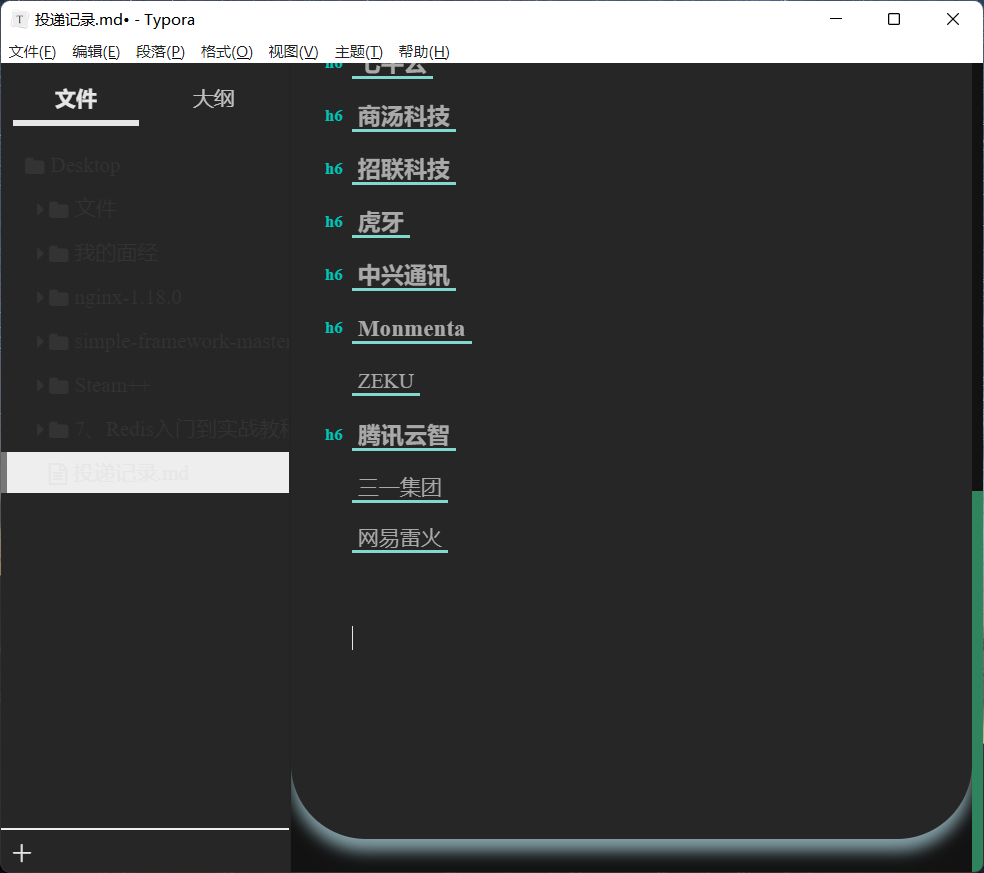 投递记录.md• - Typora
文件(F) 编辑(E) 段落(P) 格式(O) 视图(V) 主题(T) 帮助(H)
文件 大纲
Desktop
文件
我的面经
nginx-1.18.0
simple-framework-master
Steam++
7、Redis入门到实战教程
投递记录.md
h6 七牛云
h6 商汤科技
h6 招联科技
h6 虎牙
h6 中兴通讯
h6 Monmenta
ZEKU
h6 腾讯云智
三一集团
网易雷火